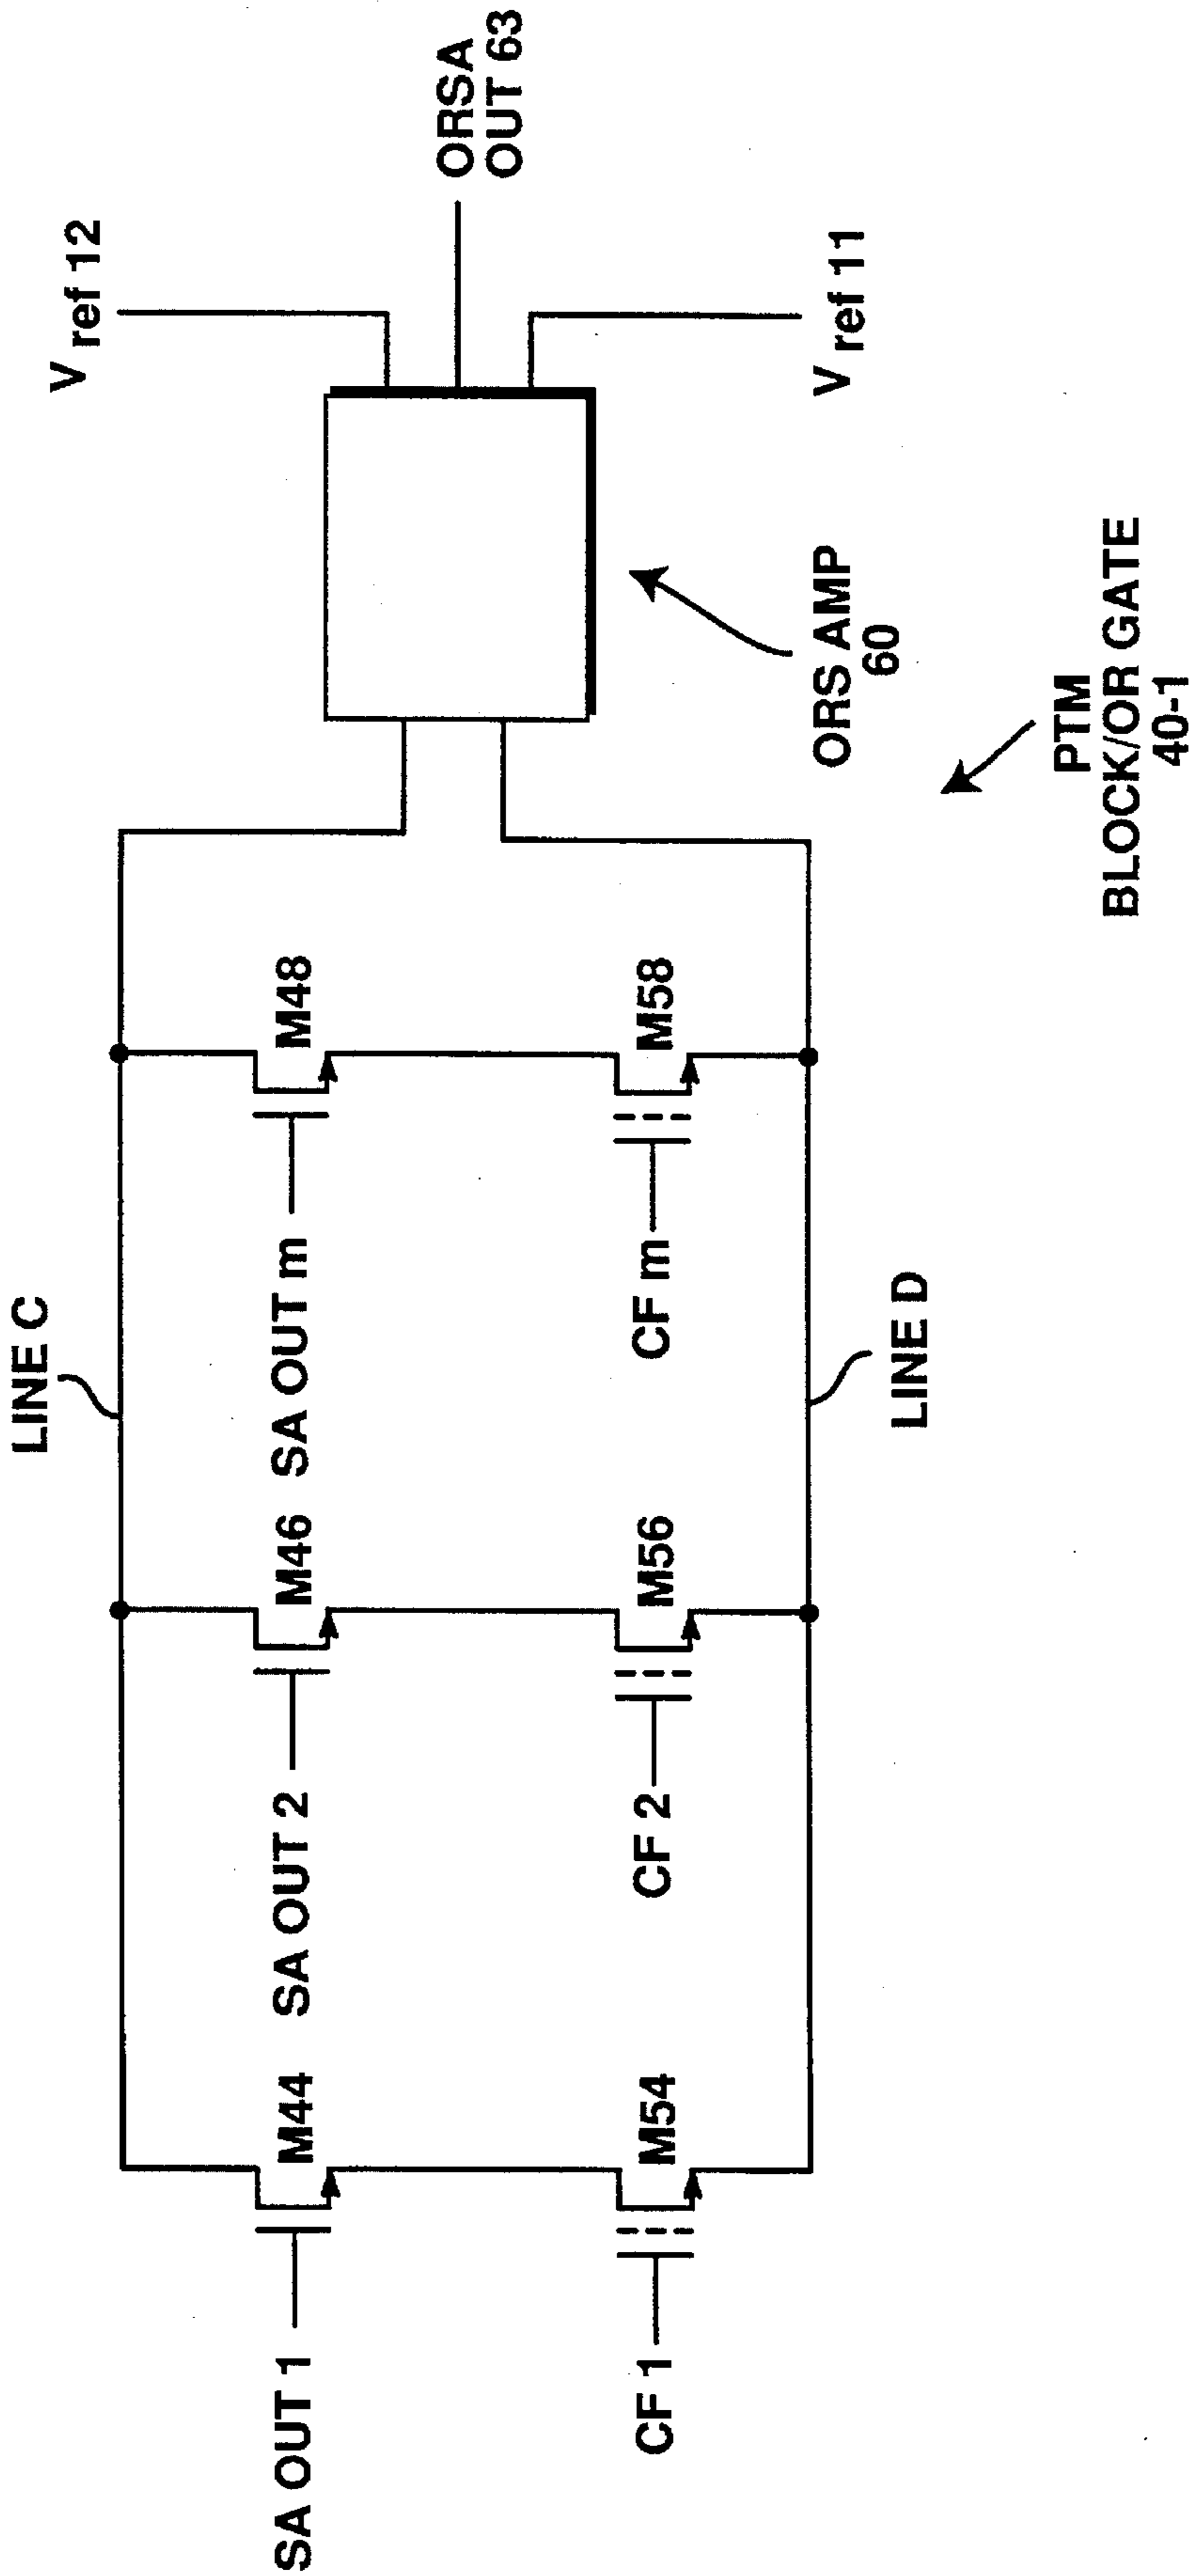 LINE C
SA OUT 1
M44
SA OUT 2
M46
SA OUT m
M48
CF 1
M54
CF 2
M56
CF m
M58
LINE D
V ref 12
ORSA
OUT 63
V ref 11
ORS AMP
60
PTM
BLOCK/OR GATE
40-1